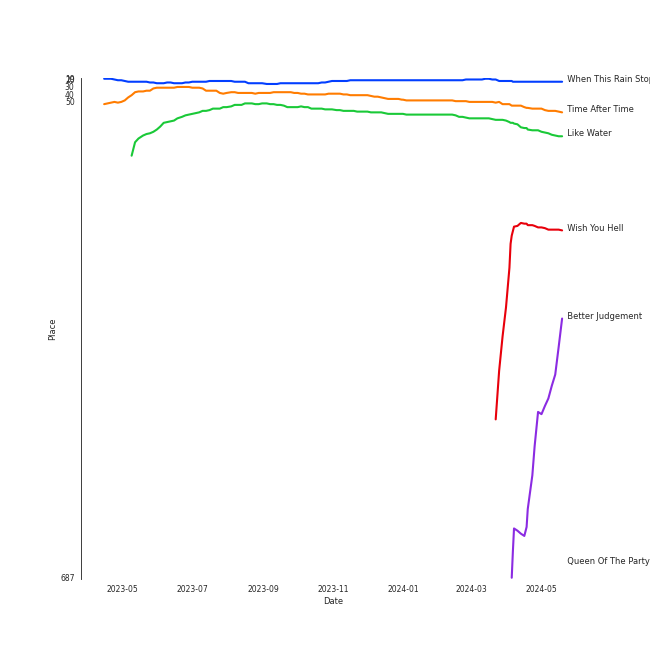 10
30
40
50
When This Rain Sto
Time After Time
Like Water
Wish You Hell
Better Judgement
Queen Of The Party
687
Place
2023-05 2023-07 2023-09 2023-11 2024-01 2024-03 2024-05
Date